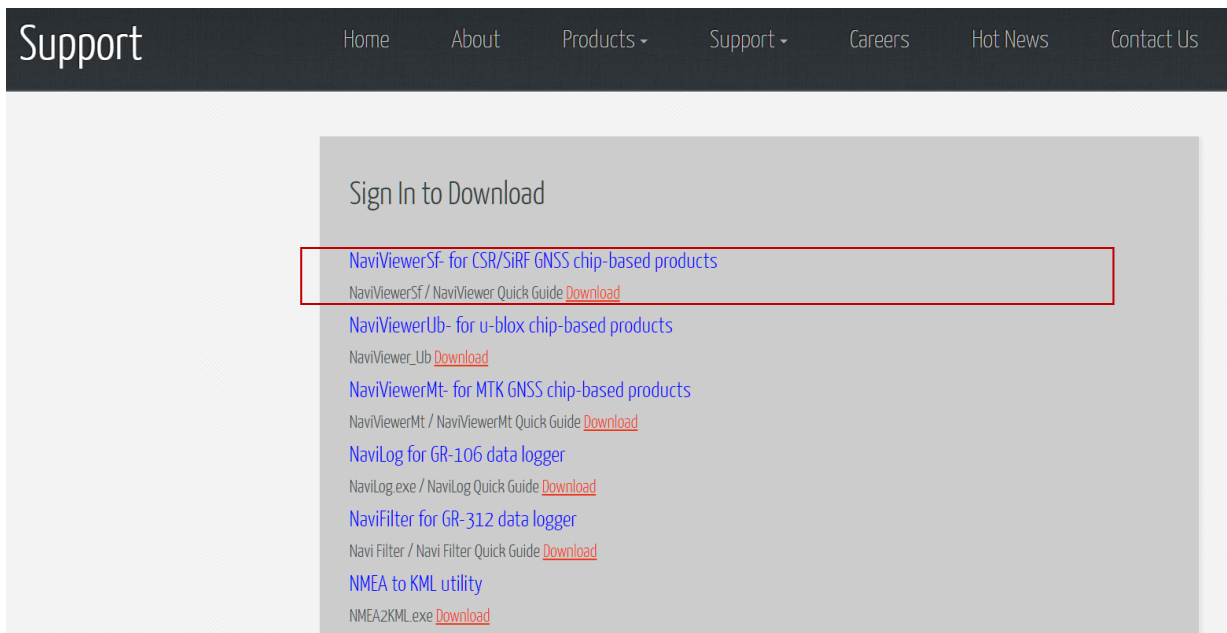 Support
Home About Products Support Careers Hot News Contact Us
Sign In to Download
NaviViewerSf- for CSR/SiRF GNSS chip-based products
NaviViewerSf / NaviViewer Quick Guide Download
NaviViewerUb- for u-blox chip-based products
NaviViewer_Ub Download
NaviViewerMt- for MTK GNSS chip-based products
NaviViewerMt / NaviViewerMt Quick Guide Download
NaviLog for GR-106 data logger
NaviLog.exe / NaviLog Quick Guide Download
NaviFilter for GR-312 data logger
Navi Filter / Navi Filter Quick Guide Download
NMEA to KML utility
NMEA2KML.exe Download